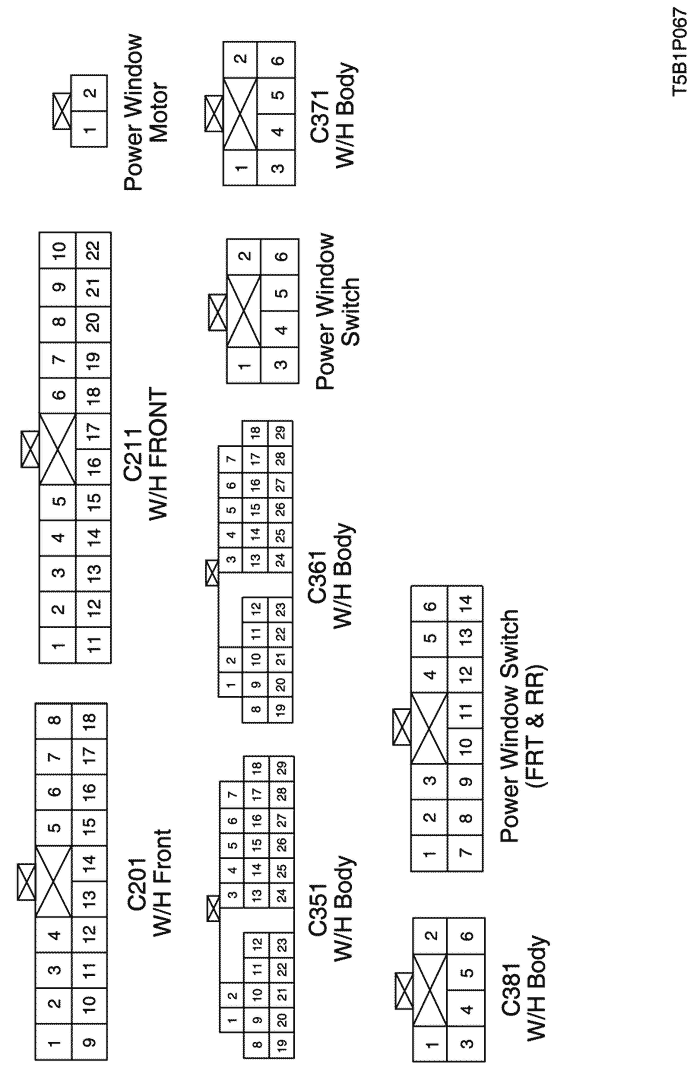 1 2 3 4 5 6 7 8
9 10 11 12 13 14 15 16 17 18
C201
W/H Front
1 2 3 4 5 6 7 8 9 10
11 12 13 14 15 16 17 18 19 20 21 22
C211
W/H FRONT
1 2
Power Window
Motor
1 2 3 4 5 6 7
8 9 10 11 12 13 14 15 16 17 18
19 20 21 22 23 24 25 26 27 28 29
C351
W/H Body
1 2 3 4 5 6 7
8 9 10 11 12 13 14 15 16 17 18
19 20 21 22 23 24 25 26 27 28 29
C361
W/H Body
1 2
3 4 5 6
Power Window
Switch
1 2
3 4 5 6
C371
W/H Body
1 2
3 4 5 6
C381
W/H Body
1 2 3 4 5 6
7 8 9 10 11 12 13 14
Power Window Switch
(FRT & RR)
T5B1P067